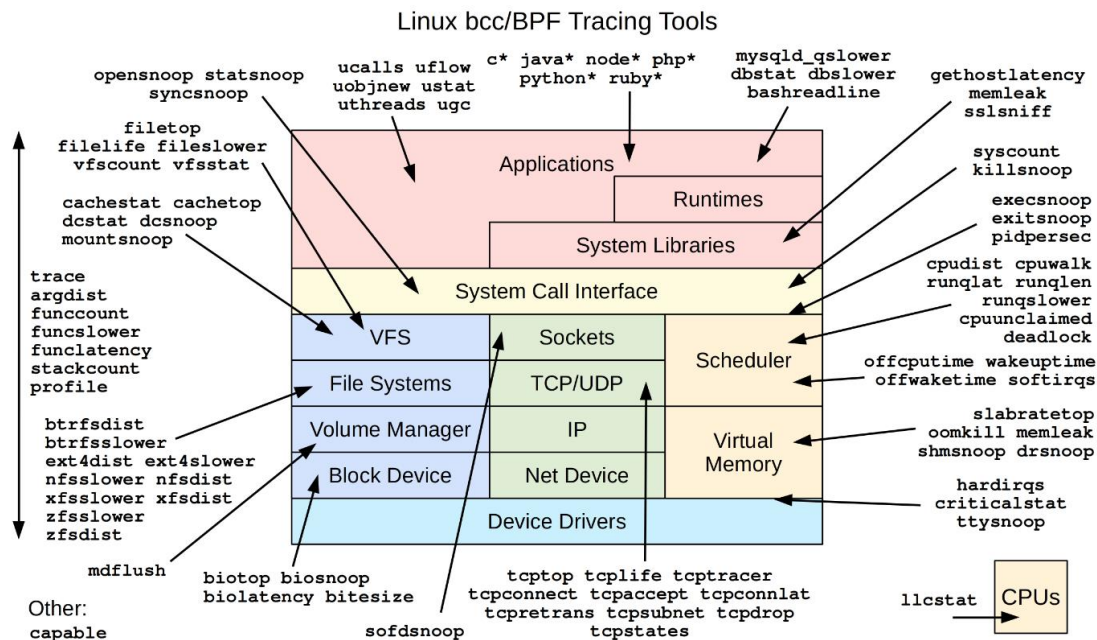 Linux bcc/BPF Tracing Tools
opensnoop statsnoop
syncsnoop
ucalls uflow
uobjnew ustat
uthreads ugc
c* java* node* php*
python* ruby*
mysqld_qslower
dbstat dbslower
bashreadline
gethostlatency
memleak
sslsniff
filetop
filelife fileslower
vfscount vfsstat
cachestat cachetop
dcstat dcsnoop
mountsnoop
trace
argdist
funccount
funcslower
funclatency
stackcount
profile
btrfsdist
btrfsslower
ext4dist ext4slower
nfsslower nfsdist
xfsslower xfsdist
zfsslower
zfsdist
mdflush
Other:
capable
Applications
Runtimes
System Libraries
System Call Interface
VFS
Sockets
Scheduler
File Systems
TCP/UDP
Volume Manager
IP
Virtual
Memory
Block Device
Net Device
Device Drivers
syscount
killsnoop
execsnoop
exitsnoop
pidpersec
cpudist cpuwalk
runqlat runqlen
runqslower
cpuunclaimed
deadlock
offcputime wakeuptime
offwaketime softirqs
slabratetop
oomkill memleak
shmsnoop drsnoop
hardirqs
criticalstat
ttysnoop
biotop biosnoop
biolatency bitesize
sofdsnoop
tcptop tcplife tcptracer
tcpconnect tcpaccept tcpconnlat
tcpretrans tcpsubnet tcpdrop
tcpstates
llcstat
CPUs